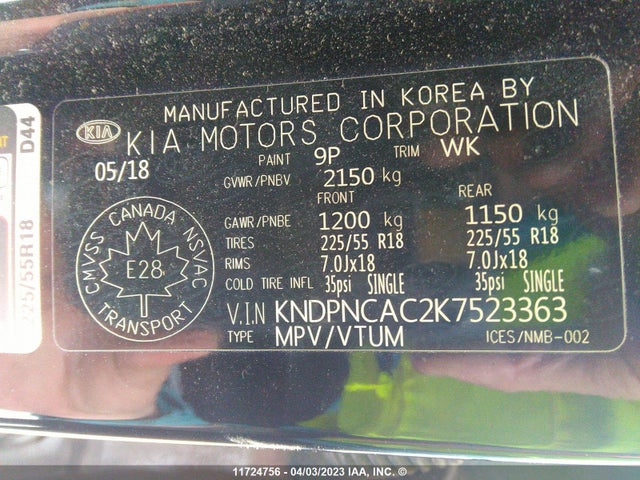 MANUFACTURED IN KOREA BY
KIA KIA MOTORS CORPORATION
05/18 PAINT 9P TRIM WK
GVWR/PNBV 2150 kg
FRONT REAR
GAWR/PNBE 1200 kg 1150 kg
TIRES 225/55 R18 225/55 R18
RIMS 7.0Jx18 7.0Jx18
COLD TIRE INFL 35psi SINGLE 35psi SINGLE
V.I.N KNDPNCAC2K7523363
TYPE MPV/VTUM ICES/NMB-002
CANADA
CMVSS NSVAC
E28
TRANSPORT
D44
225/55R18
11724756 - 04/03/2023 IAA, INC. ©